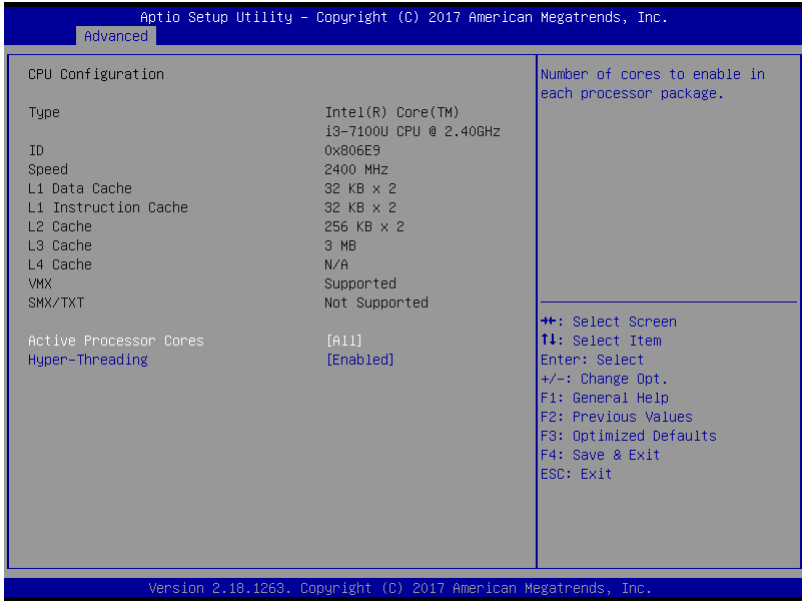 Aptio Setup Utility – Copyright (C) 2017 American Megatrends, Inc.
Advanced
CPU Configuration
Type Intel(R) Core(TM)
i3-7100U CPU @ 2.40GHz
ID 0x806E9
Speed 2400 MHz
L1 Data Cache 32 KB x 2
L1 Instruction Cache 32 KB x 2
L2 Cache 256 KB x 2
L3 Cache 3 MB
L4 Cache N/A
VMX Supported
SMX/TXT Not Supported
Active Processor Cores [All]
Hyper-Threading [Enabled]
Number of cores to enable in
each processor package.
→←: Select Screen
↑↓: Select Item
Enter: Select
+/-: Change Opt.
F1: General Help
F2: Previous Values
F3: Optimized Defaults
F4: Save & Exit
ESC: Exit
Version 2.18.1263. Copyright (C) 2017 American Megatrends, Inc.